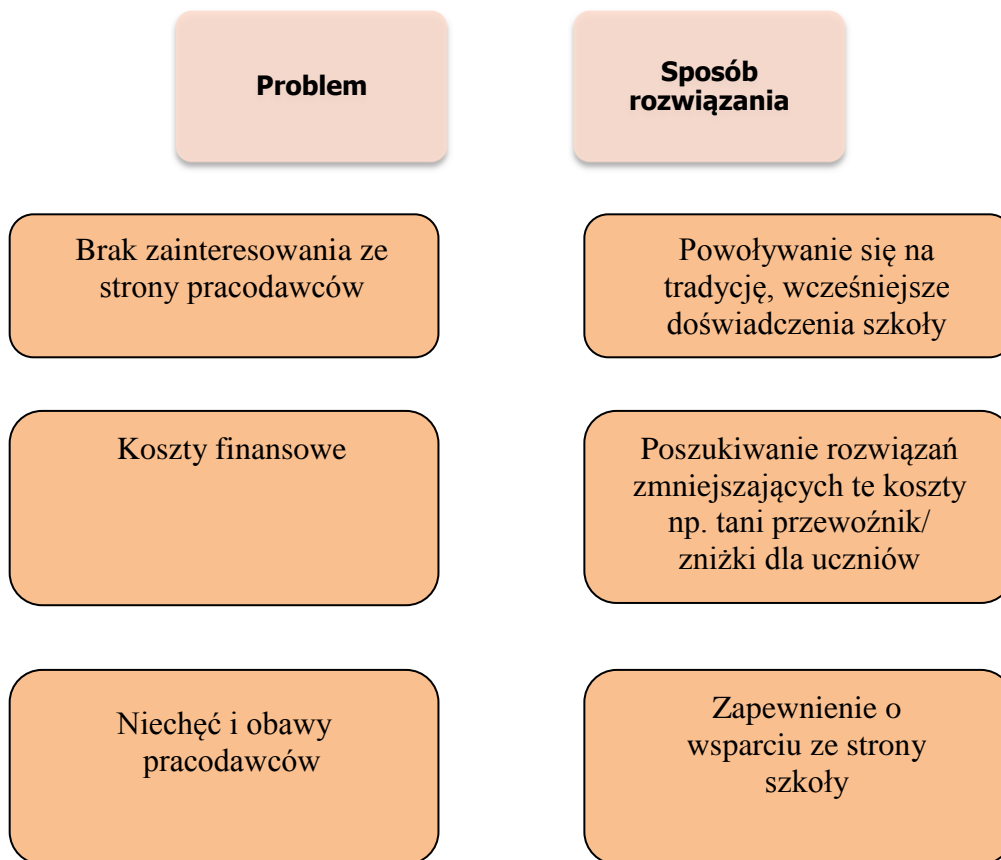 Problem
Sposób
rozwiązania
Brak zainteresowania ze
strony pracodawców
Powoływanie się na
tradycję, wcześniejsze
doświadczenia szkoły
Koszty finansowe
Poszukiwanie rozwiązań
zmniejszających te koszty
np. tani przewoźnik/
zniżki dla uczniów
Niechęć i obawy
pracodawców
Zapewnienie o
wsparciu ze strony
szkoły